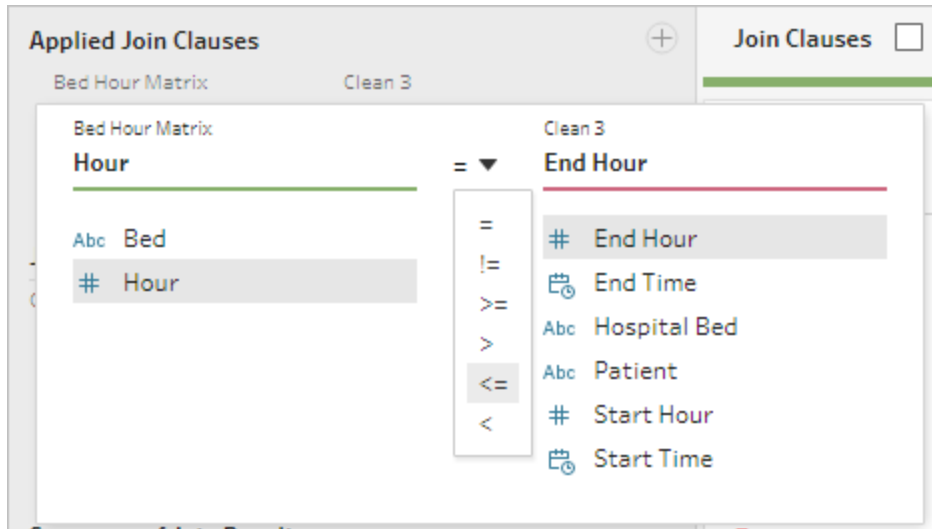 Applied Join Clauses
Join Clauses
Bed Hour Matrix Clean 3
Bed Hour Matrix Clean 3
Hour = End Hour
Abc Bed
# Hour
=
!=
>=
>
<=
<
# End Hour
End Time
Abc Hospital Bed
Abc Patient
# Start Hour
Start Time